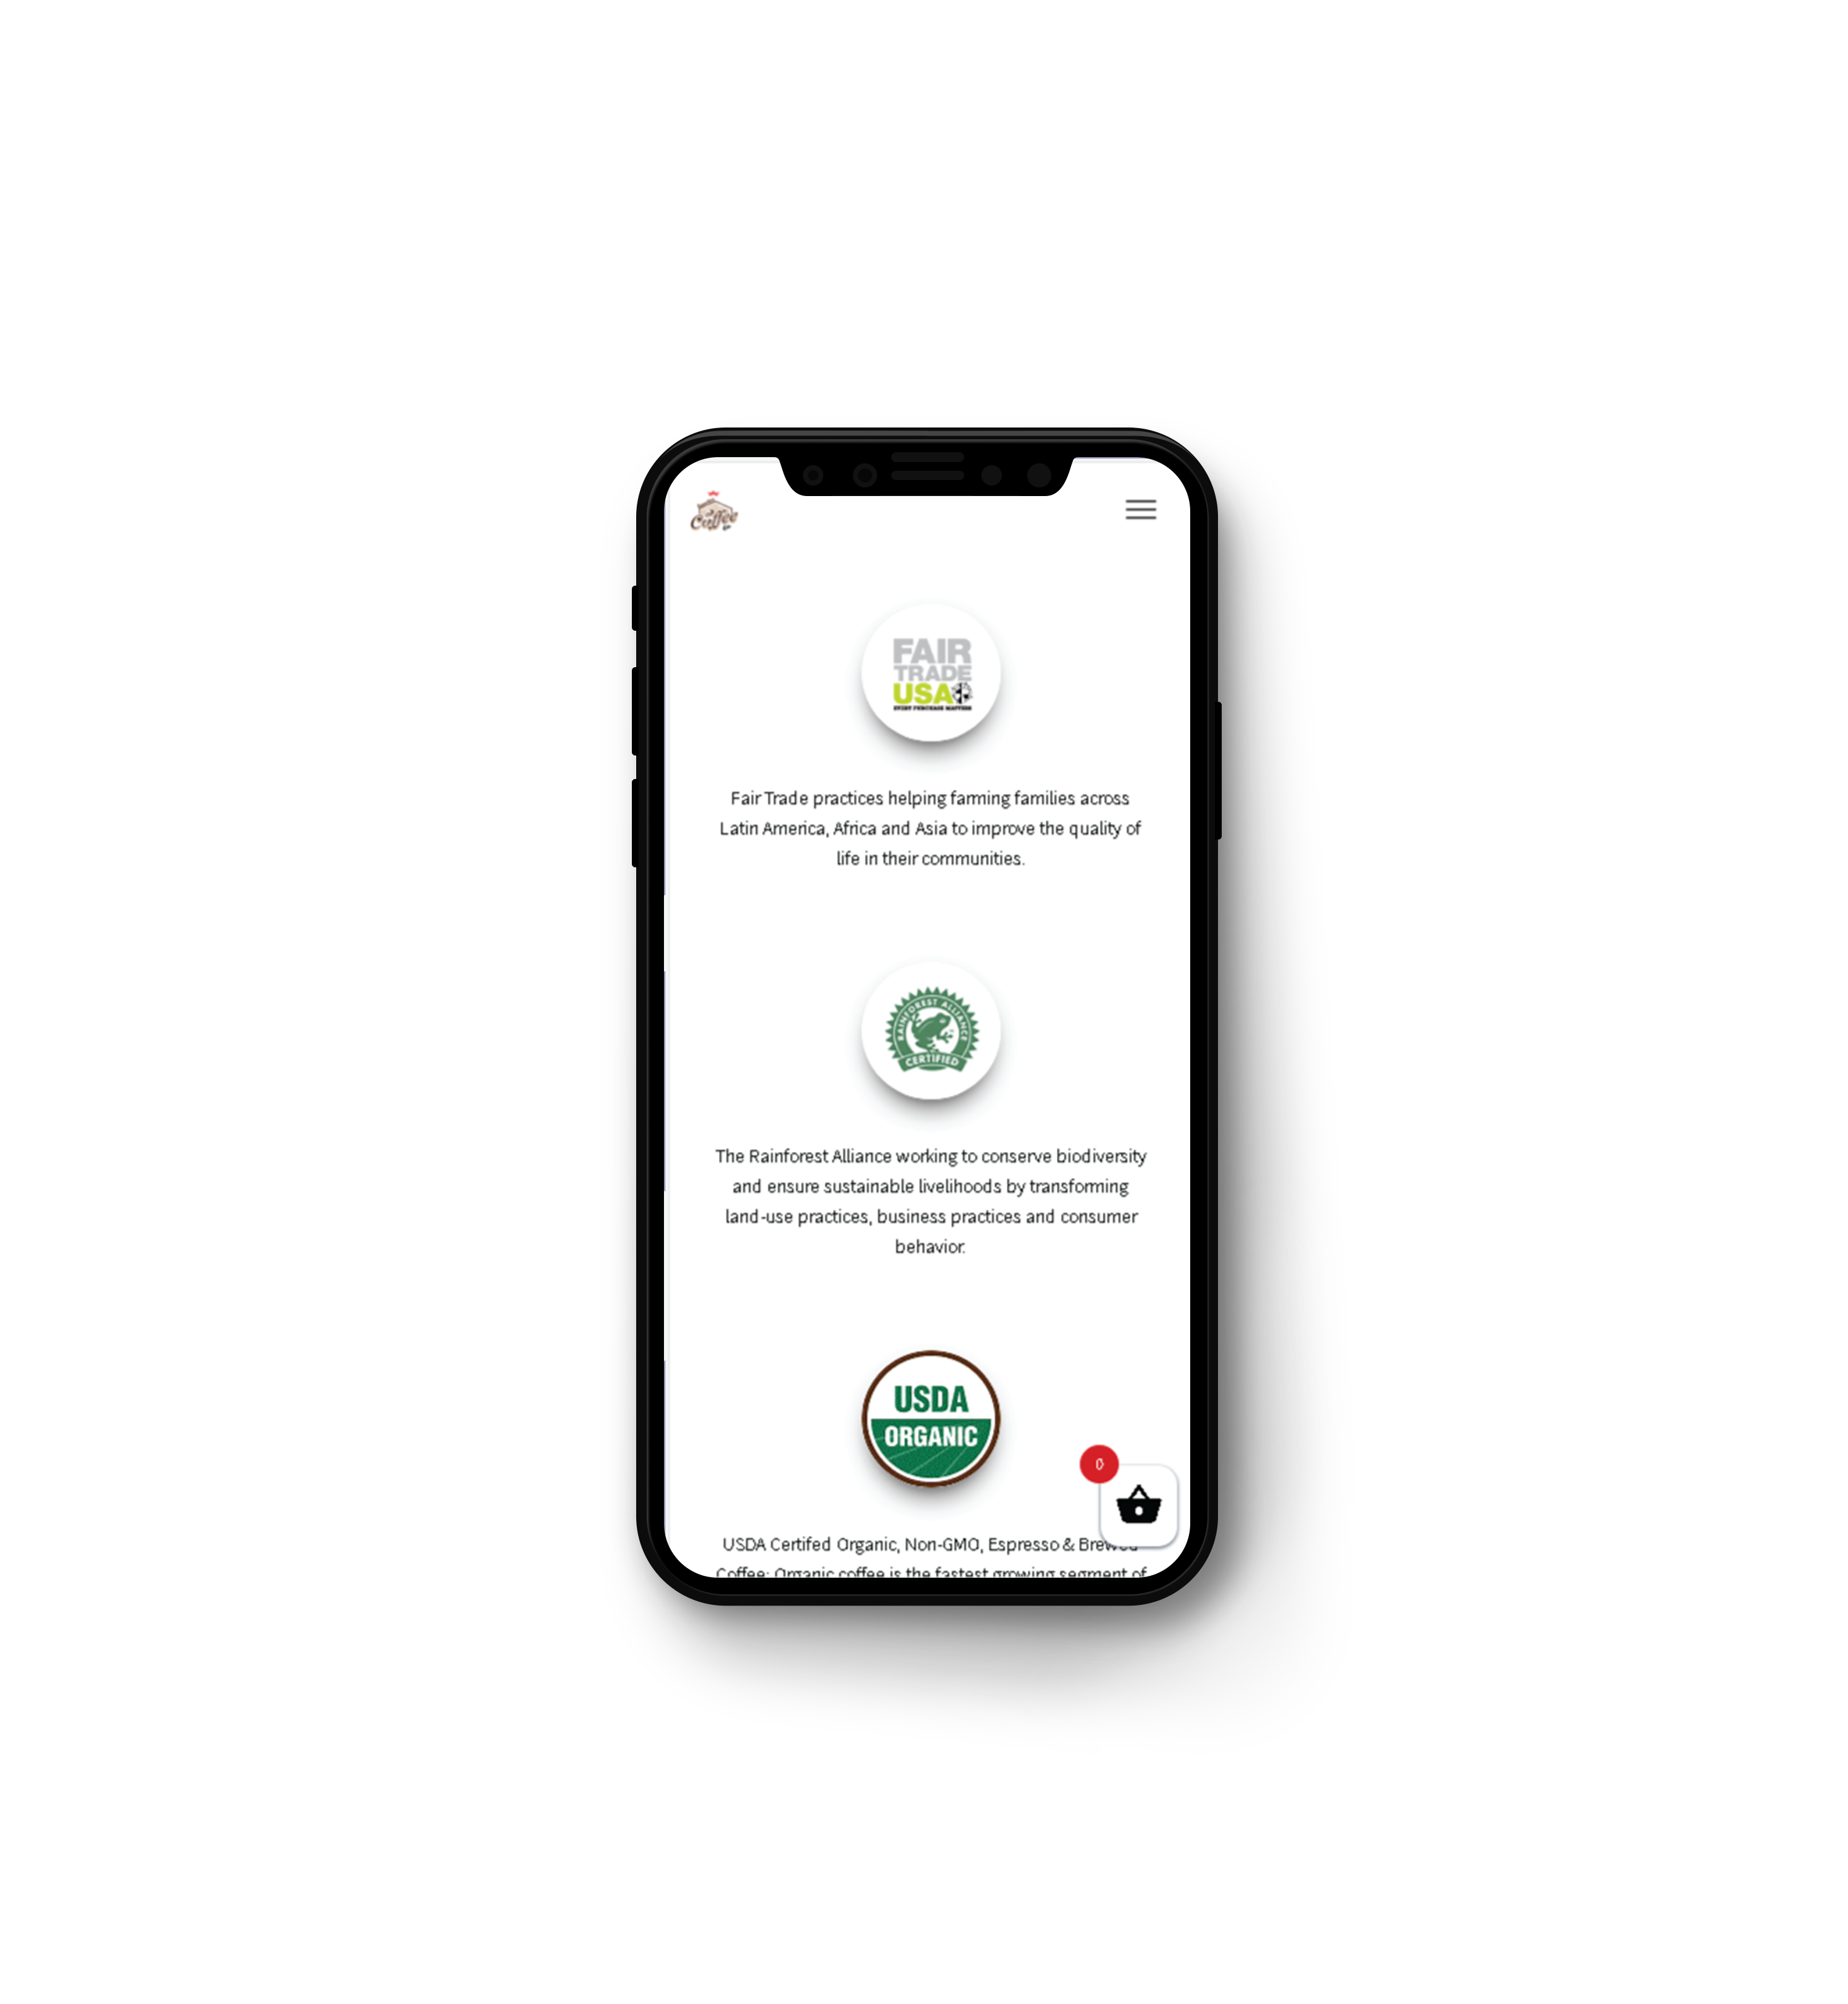 Coffee
FAIR
TRADE
USA
EVERY PURCHASE MATTERS
Fair Trade practices helping farming families across
Latin America, Africa and Asia to improve the quality of
life in their communities.
RAINFOREST ALLIANCE
CERTIFIED
The Rainforest Alliance working to conserve biodiversity
and ensure sustainable livelihoods by transforming
land-use practices, business practices and consumer
behavior.
USDA
ORGANIC
0
USDA Certifed Organic, Non-GMO, Espresso & Brewed
Coffee: Organic coffee is the fastest growing segment of